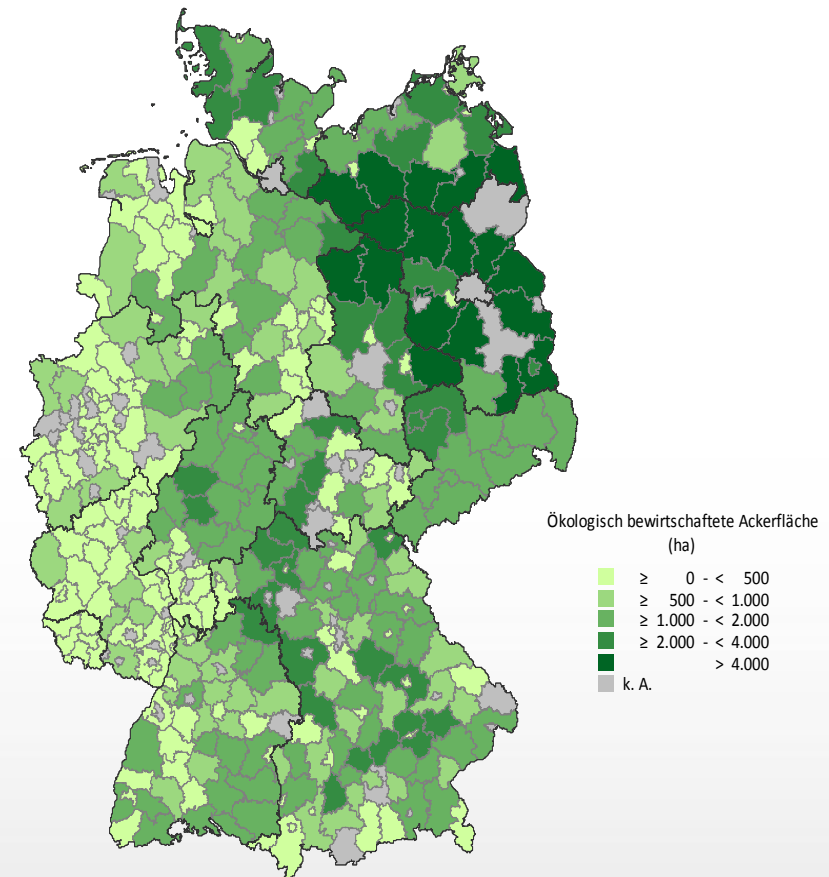 Ökologisch bewirtschaftete Ackerfläche
(ha)
≥ 0 - < 500
≥ 500 - < 1.000
≥ 1.000 - < 2.000
≥ 2.000 - < 4.000
> 4.000
k. A.